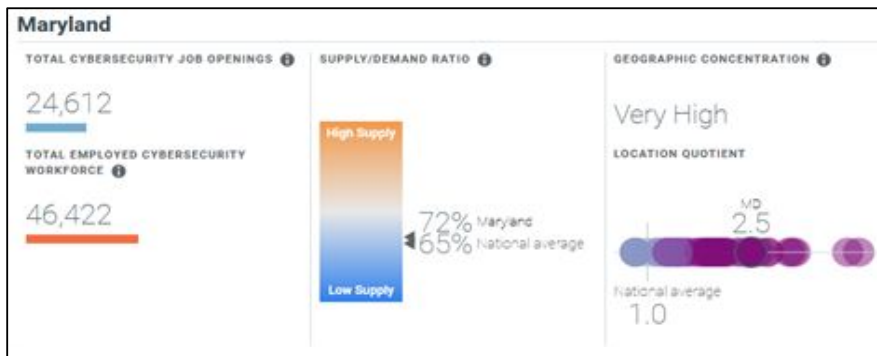 Maryland
TOTAL CYBERSECURITY JOB OPENINGS
24,612
TOTAL EMPLOYED CYBERSECURITY
WORKFORCE
46,422
SUPPLY/DEMAND RATIO
High Supply
72% Maryland
65% National average
Low Supply
GEOGRAPHIC CONCENTRATION
Very High
LOCATION QUOTIENT
MD
2.5
National average
1.0